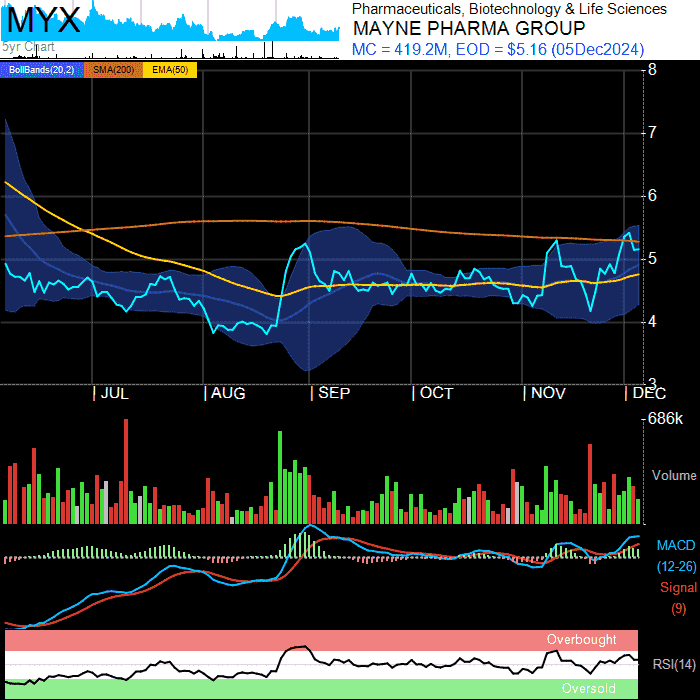 MYX
5yr Chart
Pharmaceuticals, Biotechnology & Life Sciences
MAYNE PHARMA GROUP
MC = 419.2M, EOD = $5.16 (05Dec2024)
BollBands(20,2) SMA(200) EMA(50)
8
7
6
5
4
3
JUL AUG SEP OCT NOV DEC
686k
Volume
MACD
(12-26)
Signal
(9)
Overbought
RSI(14)
Oversold